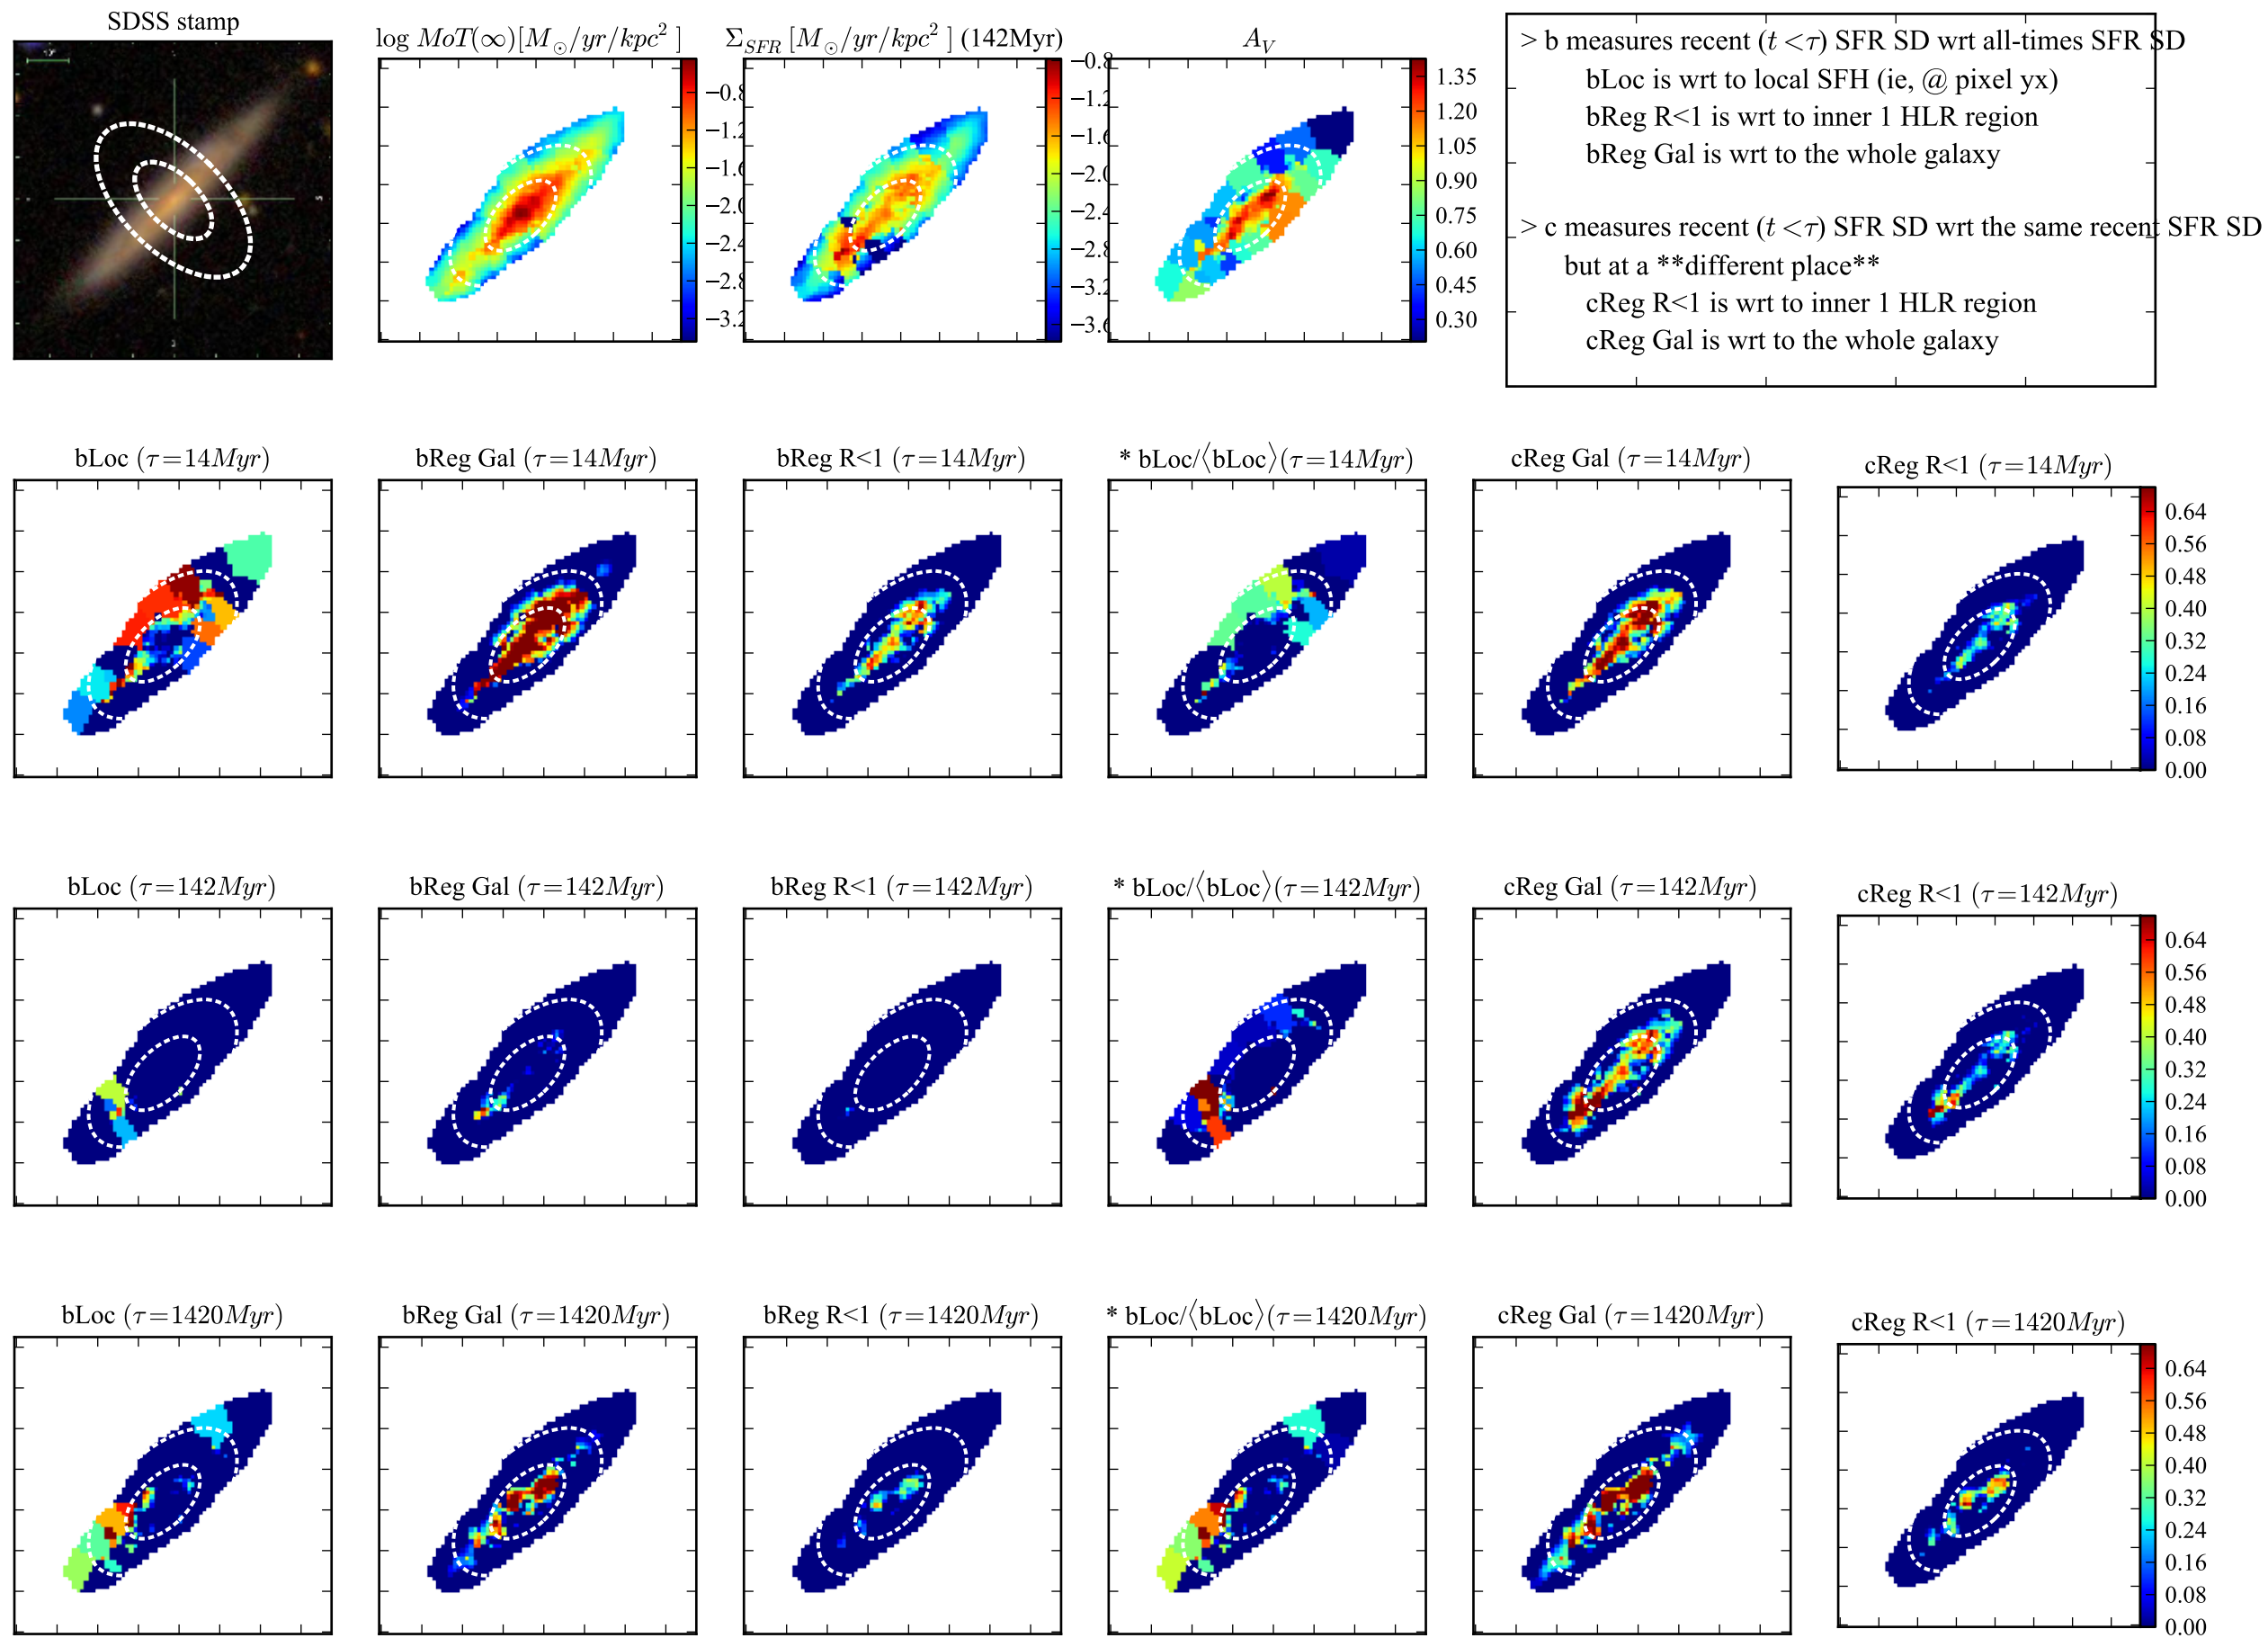 SDSS stamp
log MoT(∞)[M⊙/yr/kpc²]
Σ_SFR [M⊙/yr/kpc²] (142Myr)
A_V
−0.8
−1.2
−1.6
−2.0
−2.4
−2.8
−3.2
−0.8
−1.2
−1.6
−2.0
−2.4
−2.8
−3.2
−3.6
1.35
1.20
1.05
0.90
0.75
0.60
0.45
0.30
> b measures recent (t <τ) SFR SD wrt all-times SFR SD
bLoc is wrt to local SFH (ie, @ pixel yx)
bReg R<1 is wrt to inner 1 HLR region
bReg Gal is wrt to the whole galaxy
> c measures recent (t <τ) SFR SD wrt the same recent SFR SD
but at a **different place**
cReg R<1 is wrt to inner 1 HLR region
cReg Gal is wrt to the whole galaxy
bLoc (τ=14Myr)
bReg Gal (τ=14Myr)
bReg R<1 (τ=14Myr)
* bLoc/⟨bLoc⟩(τ=14Myr)
cReg Gal (τ=14Myr)
cReg R<1 (τ=14Myr)
0.64
0.56
0.48
0.40
0.32
0.24
0.16
0.08
0.00
bLoc (τ=142Myr)
bReg Gal (τ=142Myr)
bReg R<1 (τ=142Myr)
* bLoc/⟨bLoc⟩(τ=142Myr)
cReg Gal (τ=142Myr)
cReg R<1 (τ=142Myr)
0.64
0.56
0.48
0.40
0.32
0.24
0.16
0.08
0.00
bLoc (τ=1420Myr)
bReg Gal (τ=1420Myr)
bReg R<1 (τ=1420Myr)
* bLoc/⟨bLoc⟩(τ=1420Myr)
cReg Gal (τ=1420Myr)
cReg R<1 (τ=1420Myr)
0.64
0.56
0.48
0.40
0.32
0.24
0.16
0.08
0.00